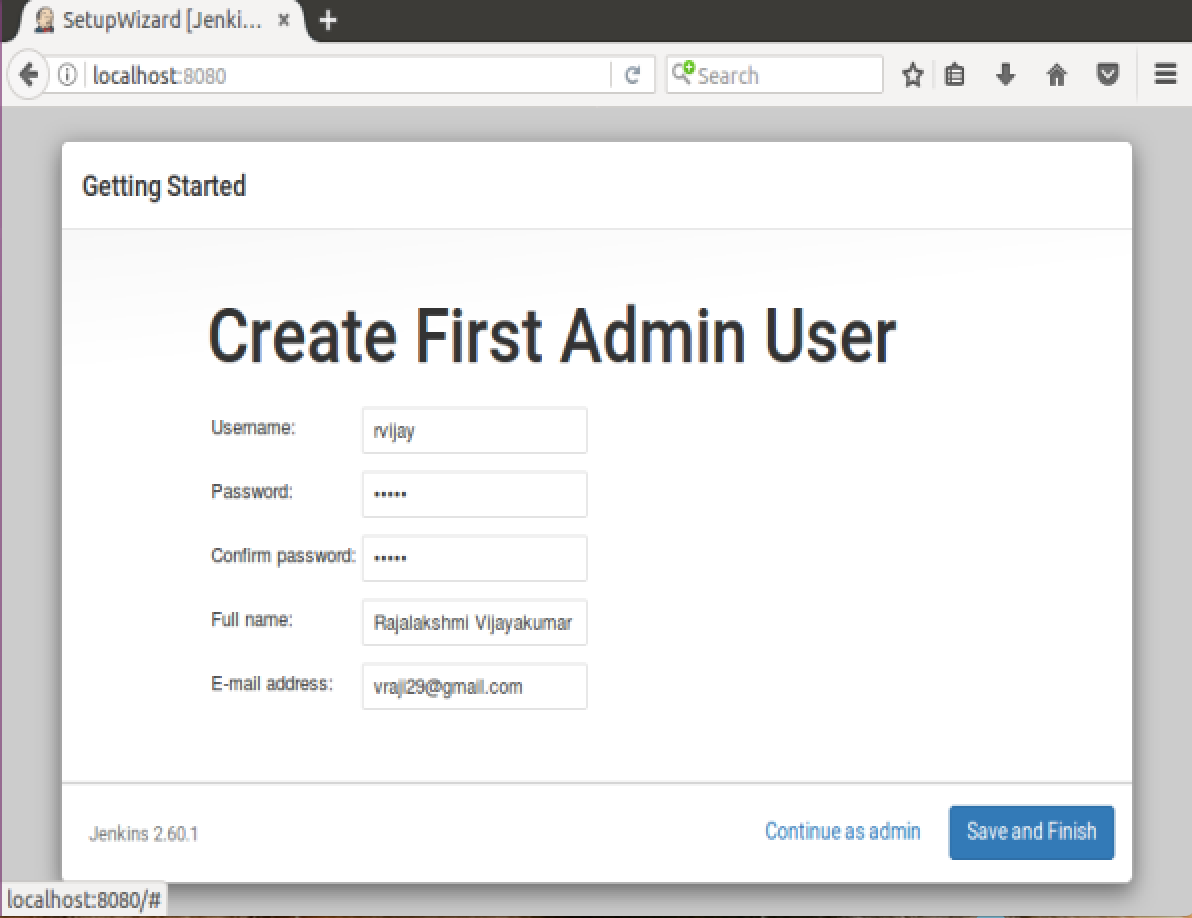 SetupWizard [Jenki...
localhost:8080
Search
Getting Started
Create First Admin User
Username: rvijay
Password: •••••
Confirm password: •••••
Full name: Rajalakshmi Vijayakumar
E-mail address: vraji29@gmail.com
Jenkins 2.60.1
Continue as admin
Save and Finish
localhost:8080/#